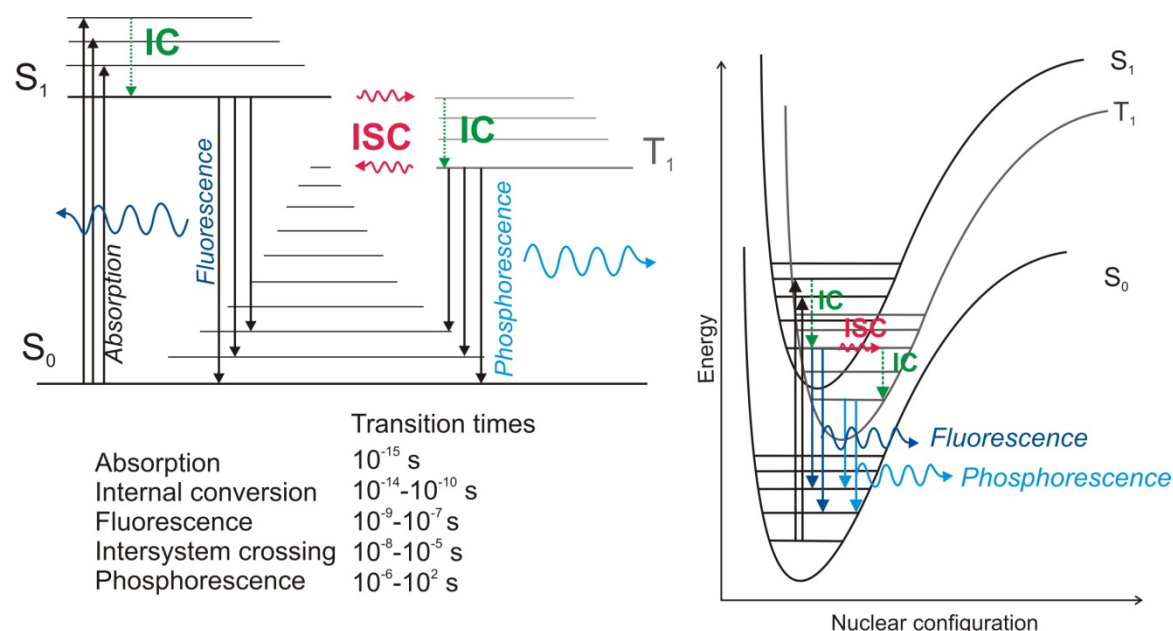 IC
S₁
ISC
IC
T₁
Fluorescence
Absorption
Phosphorescence
S₀
Transition times
Absorption 10⁻¹⁵ s
Internal conversion 10⁻¹⁴-10⁻¹⁰ s
Fluorescence 10⁻⁹-10⁻⁷ s
Intersystem crossing 10⁻⁸-10⁻⁵ s
Phosphorescence 10⁻⁶-10² s
S₁
T₁
S₀
IC
ISC
IC
Energy
Fluorescence
Phosphorescence
Nuclear configuration